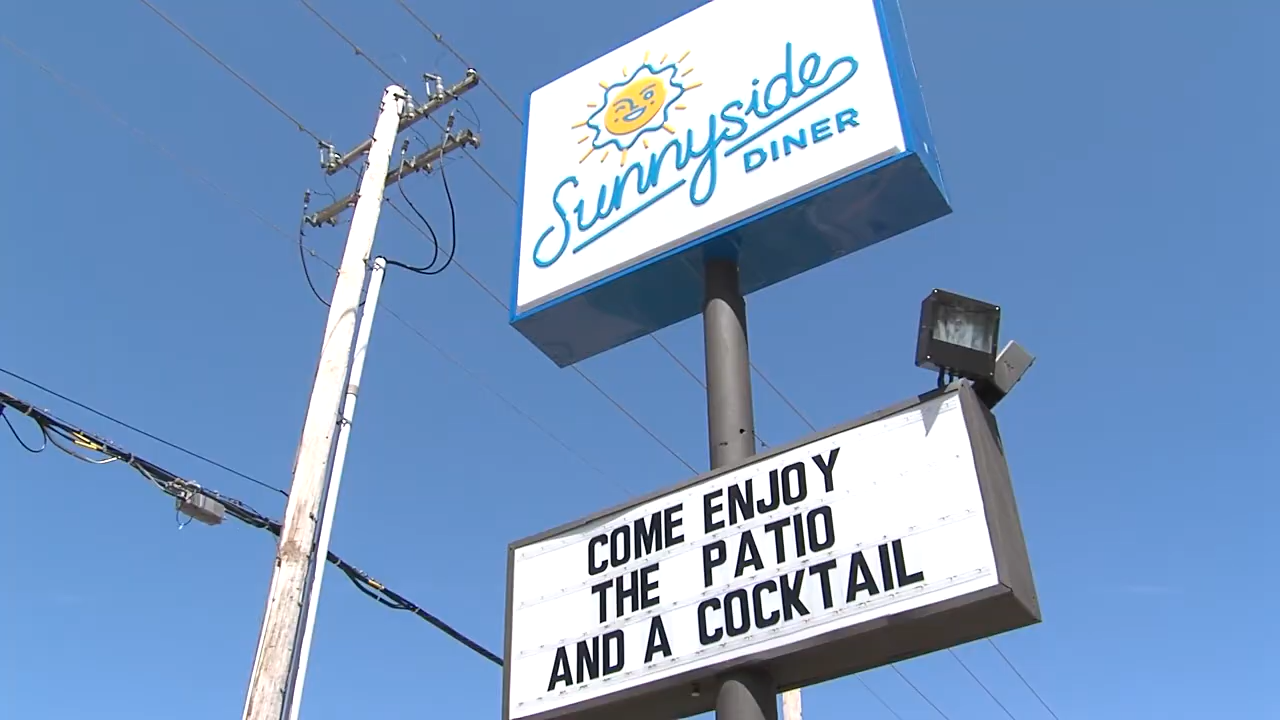 Sunnyside
DINER
COME ENJOY
THE PATIO
AND A COCKTAIL